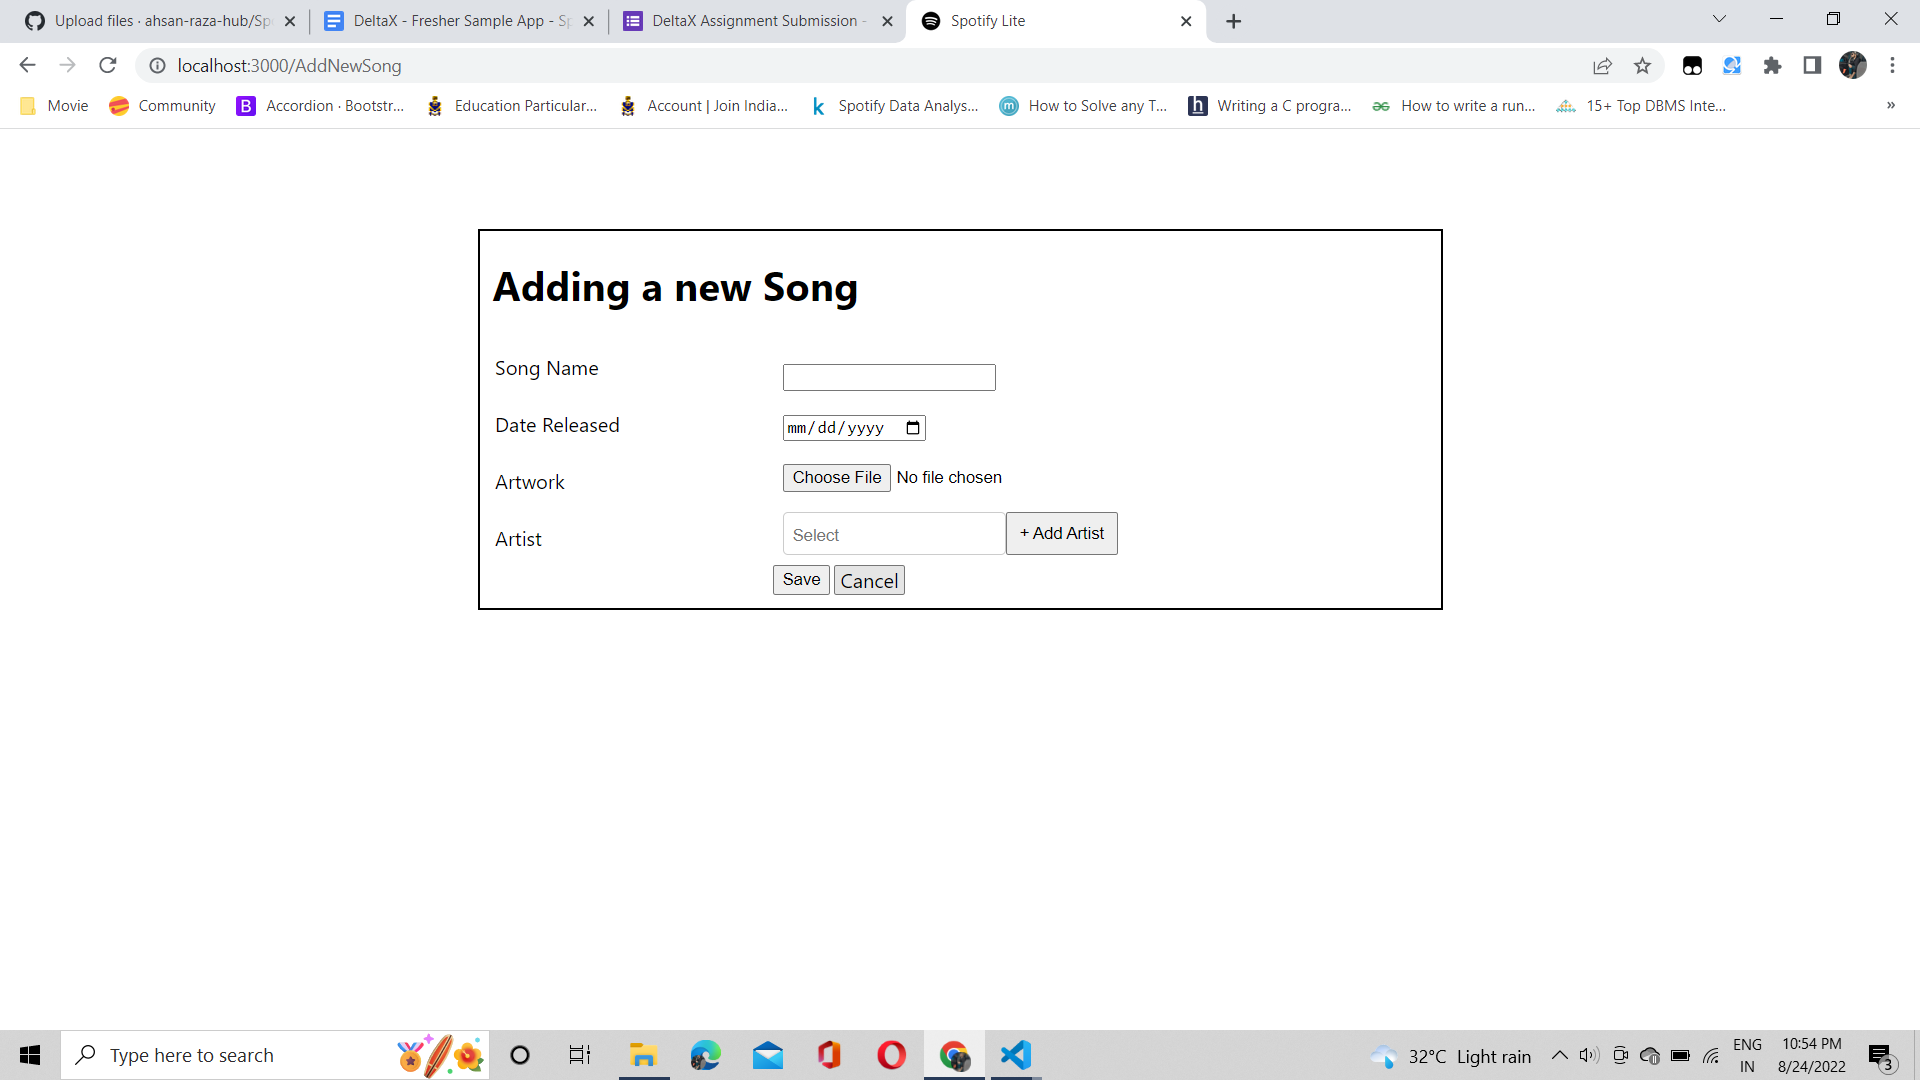 Upload files · ahsan-raza-hub/Sp
DeltaX - Fresher Sample App - Sp
DeltaX Assignment Submission -
Spotify Lite
localhost:3000/AddNewSong
Movie
Community
B
Accordion · Bootstr...
Education Particular...
Account | Join India...
k
Spotify Data Analys...
m
How to Solve any T...
h
Writing a C progra...
How to write a run...
15+ Top DBMS Inte...
»
Adding a new Song
Song Name
Date Released
mm/dd/yyyy
Artwork
Choose File No file chosen
Artist
Select
+ Add Artist
Save
Cancel
Type here to search
32°C Light rain
ENG
IN
10:54 PM
8/24/2022
3